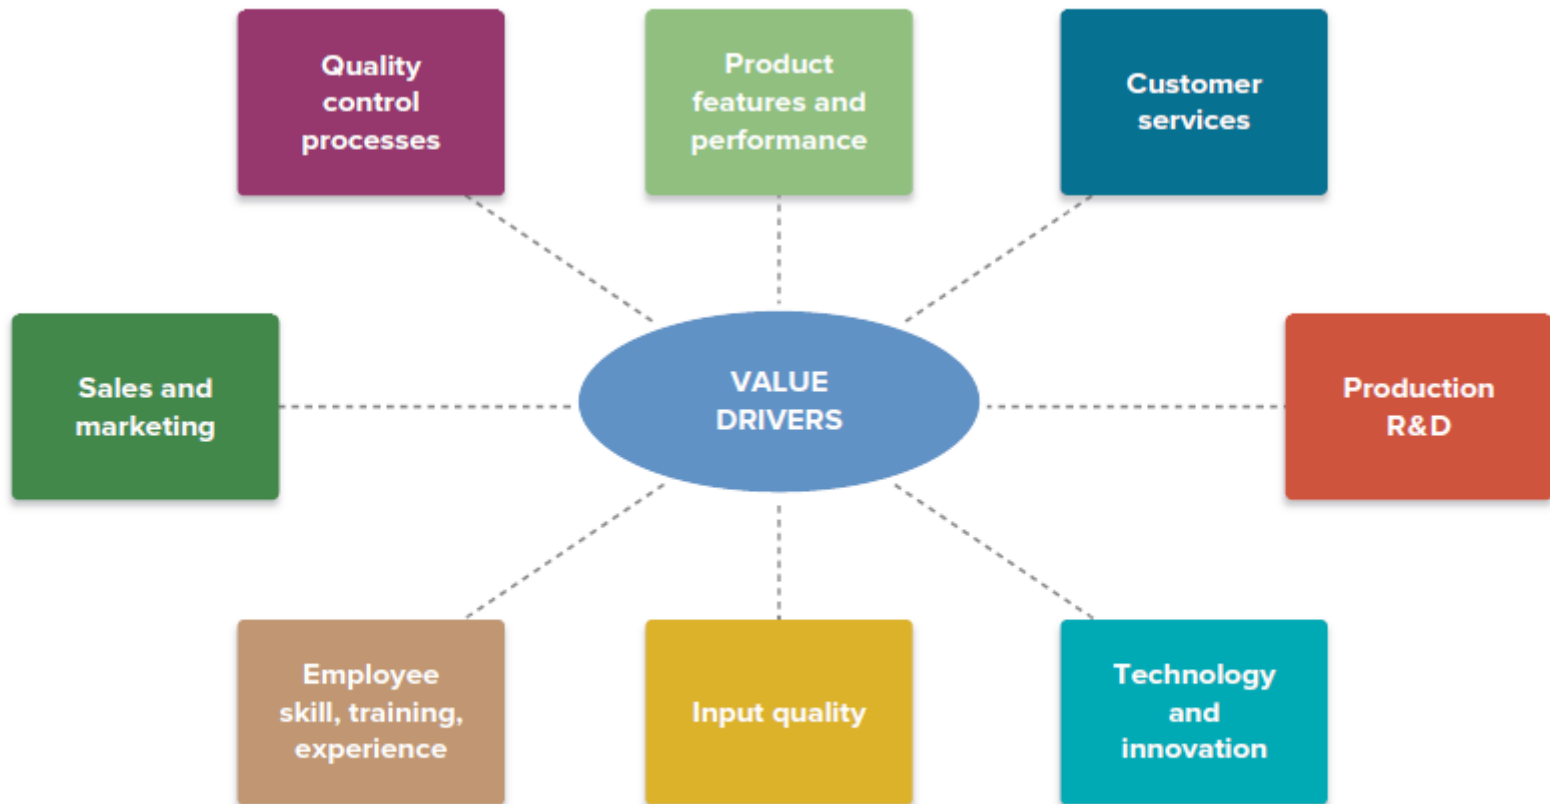 Quality
control
processes
Product
features and
performance
Customer
services
Sales and
marketing
VALUE
DRIVERS
Production
R&D
Employee
skill, training,
experience
Input quality
Technology
and
innovation